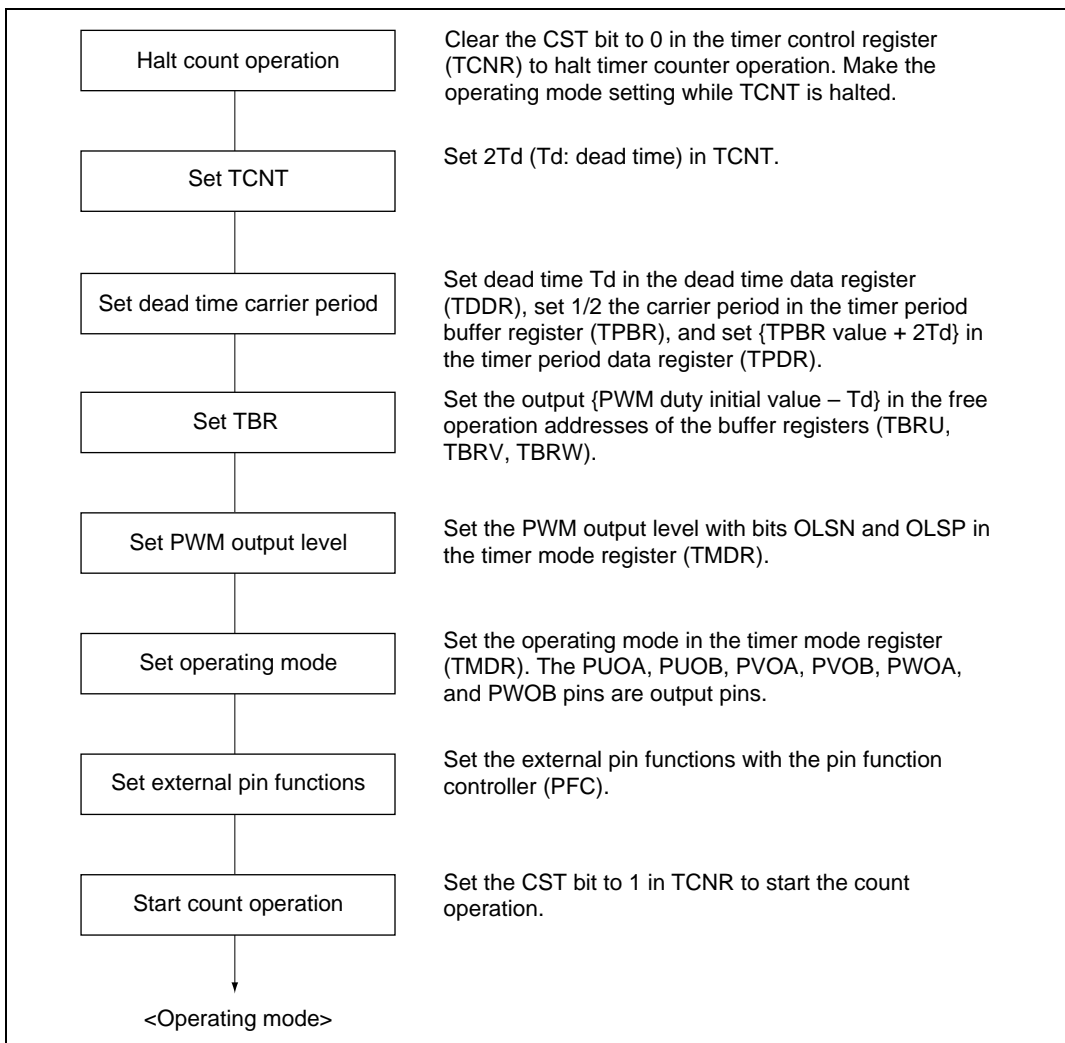 Halt count operation
Clear the CST bit to 0 in the timer control register
(TCNR) to halt timer counter operation. Make the
operating mode setting while TCNT is halted.
Set TCNT
Set 2Td (Td: dead time) in TCNT.
Set dead time carrier period
Set dead time Td in the dead time data register
(TDDR), set 1/2 the carrier period in the timer period
buffer register (TPBR), and set {TPBR value + 2Td} in
the timer period data register (TPDR).
Set TBR
Set the output {PWM duty initial value – Td} in the free
operation addresses of the buffer registers (TBRU,
TBRV, TBRW).
Set PWM output level
Set the PWM output level with bits OLSN and OLSP in
the timer mode register (TMDR).
Set operating mode
Set the operating mode in the timer mode register
(TMDR). The PUOA, PUOB, PVOA, PVOB, PWOA,
and PWOB pins are output pins.
Set external pin functions
Set the external pin functions with the pin function
controller (PFC).
Start count operation
Set the CST bit to 1 in TCNR to start the count
operation.
<Operating mode>